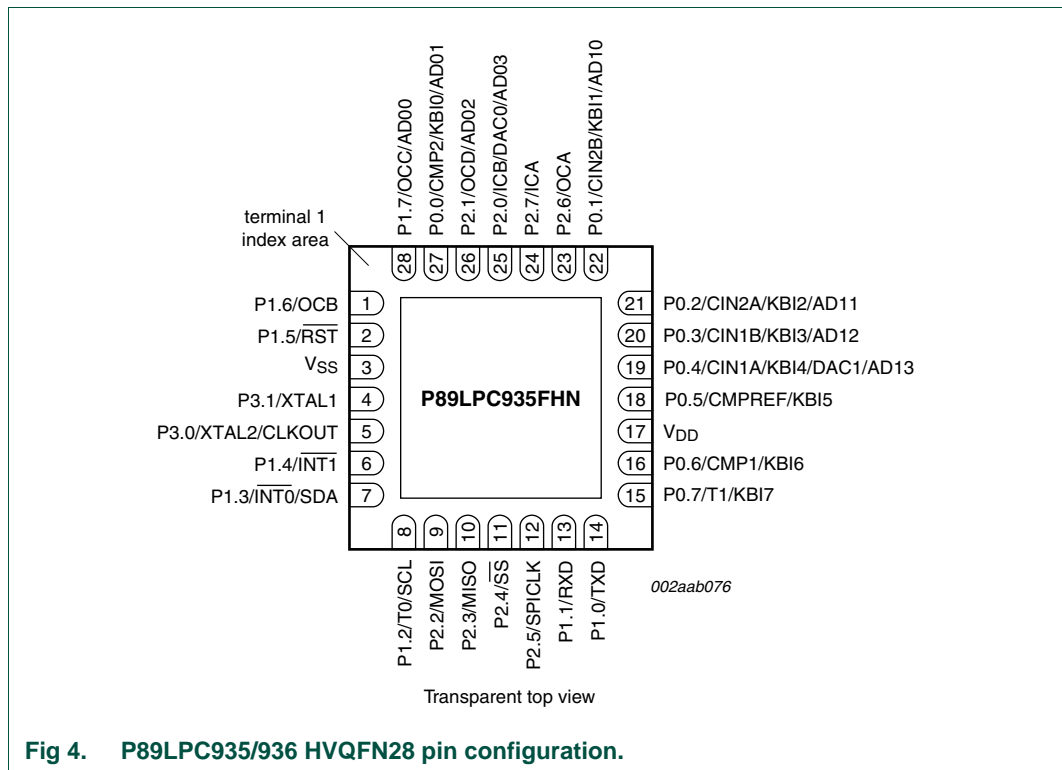 P1.7/OCC/AD00
P0.0/CMP2/KBI0/AD01
P2.1/OCD/AD02
P2.0/ICB/DAC0/AD03
P2.7/ICA
P2.6/OCA
P0.1/CIN2B/KBI1/AD10
terminal 1
index area
28
27
26
25
24
23
22
P1.6/OCB 1
P1.5/RST 2
VSS 3
P3.1/XTAL1 4
P3.0/XTAL2/CLKOUT 5
P1.4/INT1 6
P1.3/INT0/SDA 7
P89LPC935FHN
21 P0.2/CIN2A/KBI2/AD11
20 P0.3/CIN1B/KBI3/AD12
19 P0.4/CIN1A/KBI4/DAC1/AD13
18 P0.5/CMPREF/KBI5
17 VDD
16 P0.6/CMP1/KBI6
15 P0.7/T1/KBI7
8
9
10
11
12
13
14
P1.2/T0/SCL
P2.2/MOSI
P2.3/MISO
P2.4/SS
P2.5/SPICLK
P1.1/RXD
P1.0/TXD
002aab076
Transparent top view
Fig 4. P89LPC935/936 HVQFN28 pin configuration.